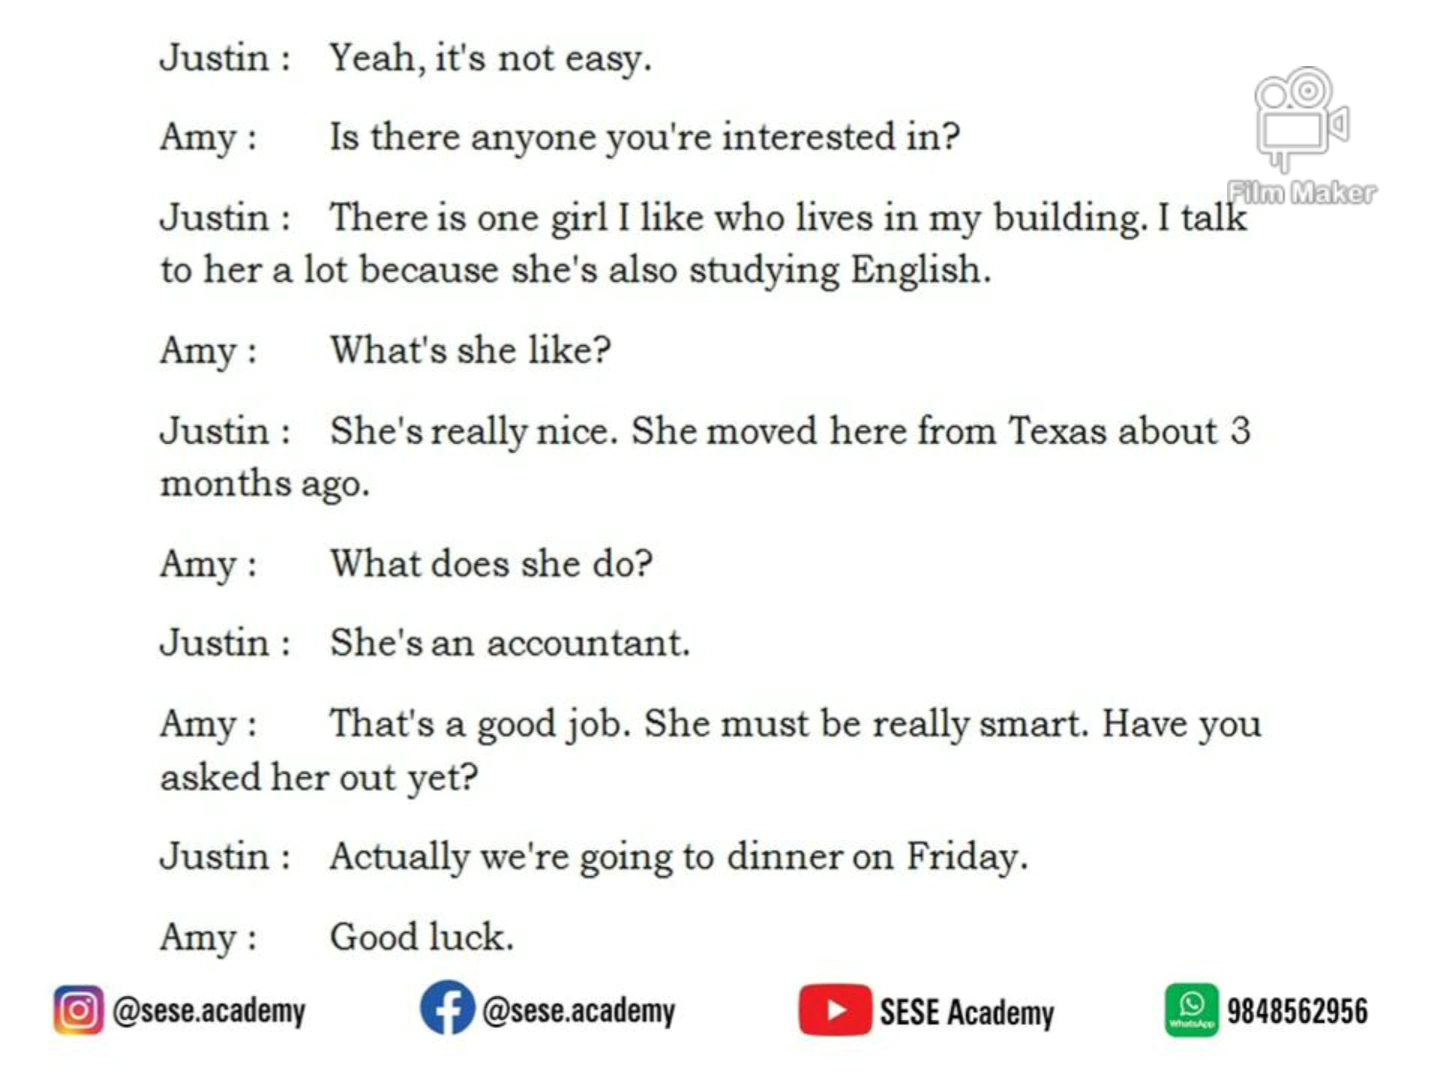 Justin : Yeah, it's not easy.
Amy : Is there anyone you're interested in?
Film Maker
Justin : There is one girl I like who lives in my building. I talk
to her a lot because she's also studying English.
Amy : What's she like?
Justin : She's really nice. She moved here from Texas about 3
months ago.
Amy : What does she do?
Justin : She's an accountant.
Amy : That's a good job. She must be really smart. Have you
asked her out yet?
Justin : Actually we're going to dinner on Friday.
Amy : Good luck.
@sese.academy @sese.academy SESE Academy WhatsApp 9848562956